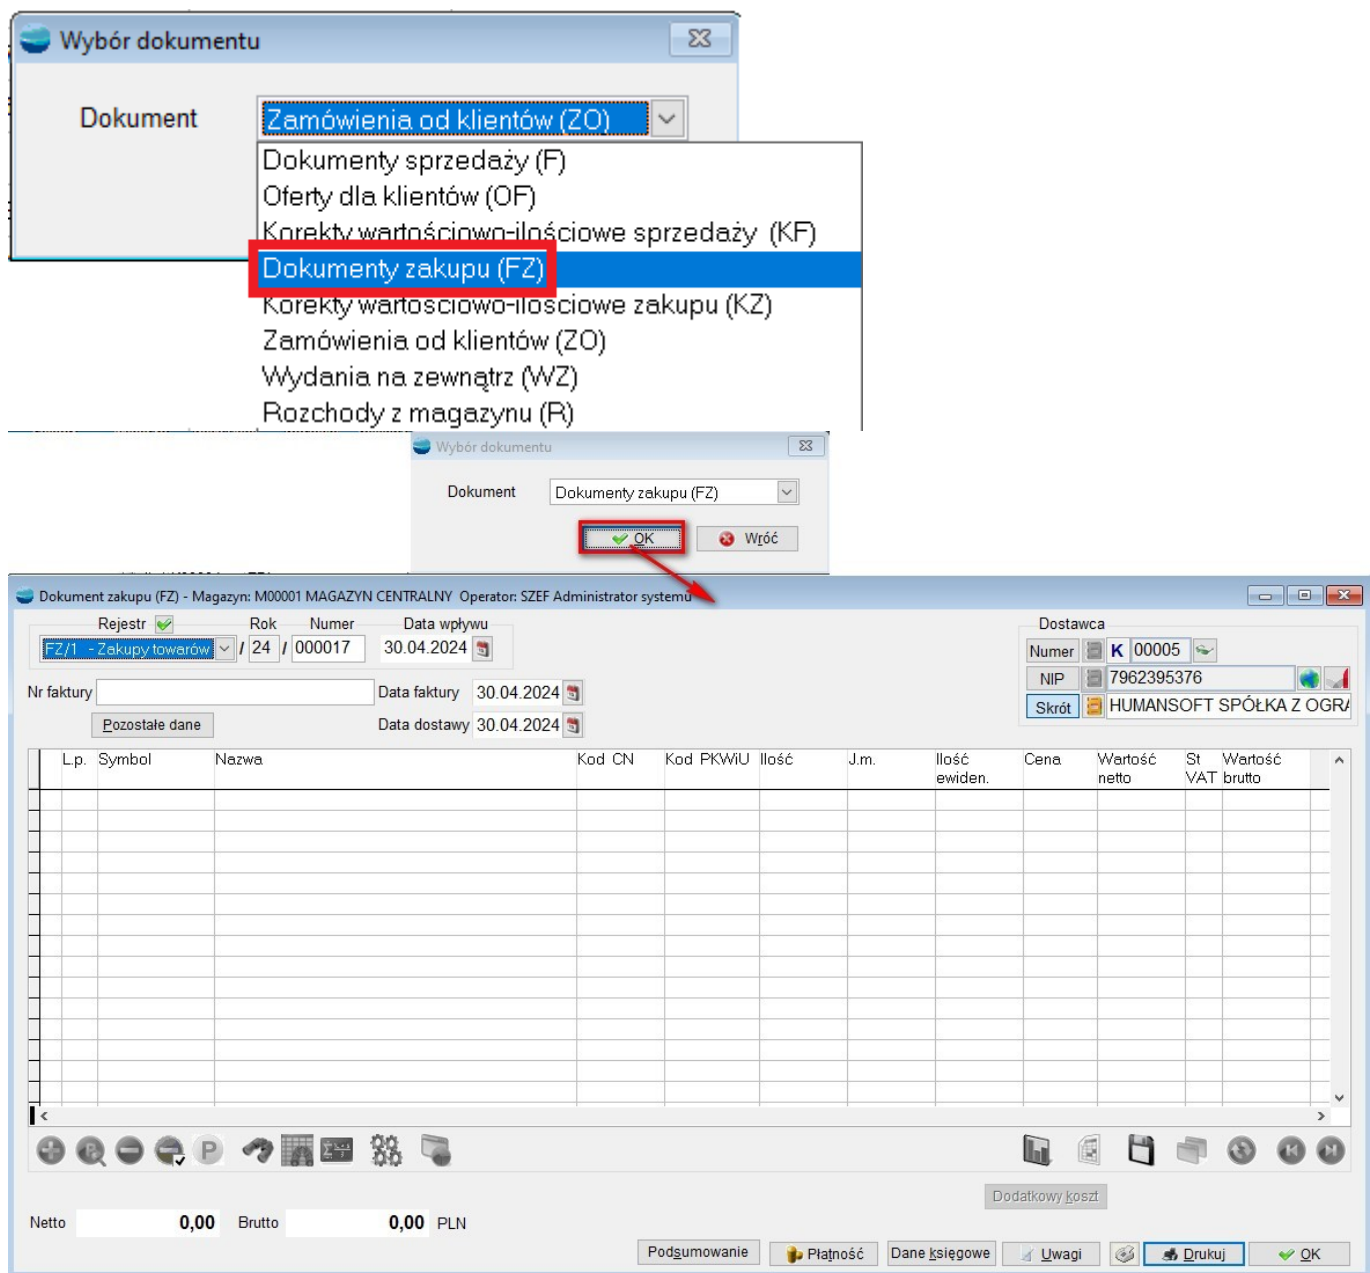 Wybór dokumentu
Dokument
Zamówienia od klientów (ZO)
Dokumenty sprzedaży (F)
Oferty dla klientów (OF)
Korekty wartościowo-ilościowe sprzedaży (KF)
Dokumenty zakupu (FZ)
Korekty wartościowo-ilościowe zakupu (KZ)
Zamówienia od klientów (ZO)
Wydania na zewnątrz (WZ)
Rozchody z magazynu (R)
Wybór dokumentu
Dokument Dokumenty zakupu (FZ)
OK Wróć
Dokument zakupu (FZ) - Magazyn: M00001 MAGAZYN CENTRALNY Operator: SZEF Administrator systemu
Rejestr Rok Numer Data wpływu Dostawca
FZ/1 - Zakupy towarów / 24 / 000017 30.04.2024
Numer K 00005
NIP 7962395376
Skrót HUMANSOFT SPÓŁKA Z OGRA
Nr faktury Data faktury 30.04.2024
Pozostałe dane Data dostawy 30.04.2024
L.p. Symbol Nazwa Kod CN Kod PKWiU Ilość J.m. Ilość ewiden. Cena Wartość netto St VAT Wartość brutto
Dodatkowy koszt
Netto 0,00 Brutto 0,00 PLN
Podsumowanie Płatność Dane księgowe Uwagi Drukuj OK